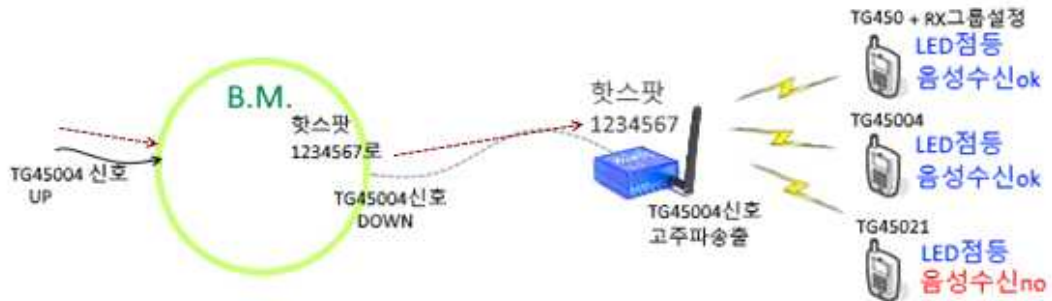 B.M.
핫스팟
1234567로
TG45004 신호
UP
TG45004신호
DOWN
핫스팟
1234567
TG45004신호
고주파송출
TG450 + RX그룹설정
LED점등
음성수신ok
TG45004
LED점등
음성수신ok
TG45021
LED점등
음성수신no